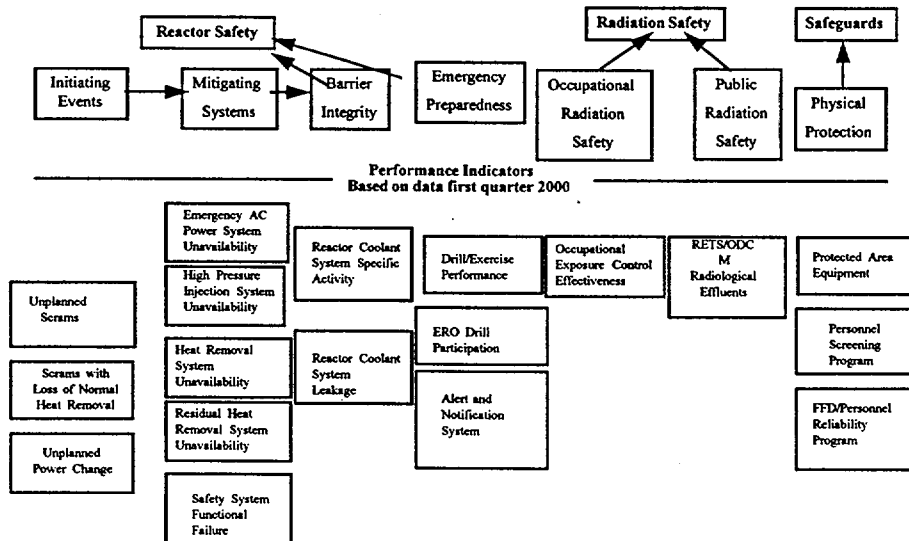 Reactor Safety
Radiation Safety
Safeguards
Initiating
Events
Mitigating
Systems
Barrier
Integrity
Emergency
Preparedness
Occupational
Radiation
Safety
Public
Radiation
Safety
Physical
Protection
Performance Indicators
Based on data first quarter 2000
Unplanned
Scrams
Scrams with
Loss of Normal
Heat Removal
Unplanned
Power Change
Emergency AC
Power System
Unavailability
High Pressure
Injection System
Unavailability
Heat Removal
System
Unavailability
Residual Heat
Removal System
Unavailability
Safety System
Functional
Failure
Reactor Coolant
System Specific
Activity
Reactor Coolant
System
Leakage
Drill/Exercise
Performance
ERO Drill
Participation
Alert and
Notification
System
Occupational
Exposure Control
Effectiveness
RETS/ODC
M
Radiological
Effluents
Protected Area
Equipment
Personnel
Screening
Program
FFD/Personnel
Reliability
Program